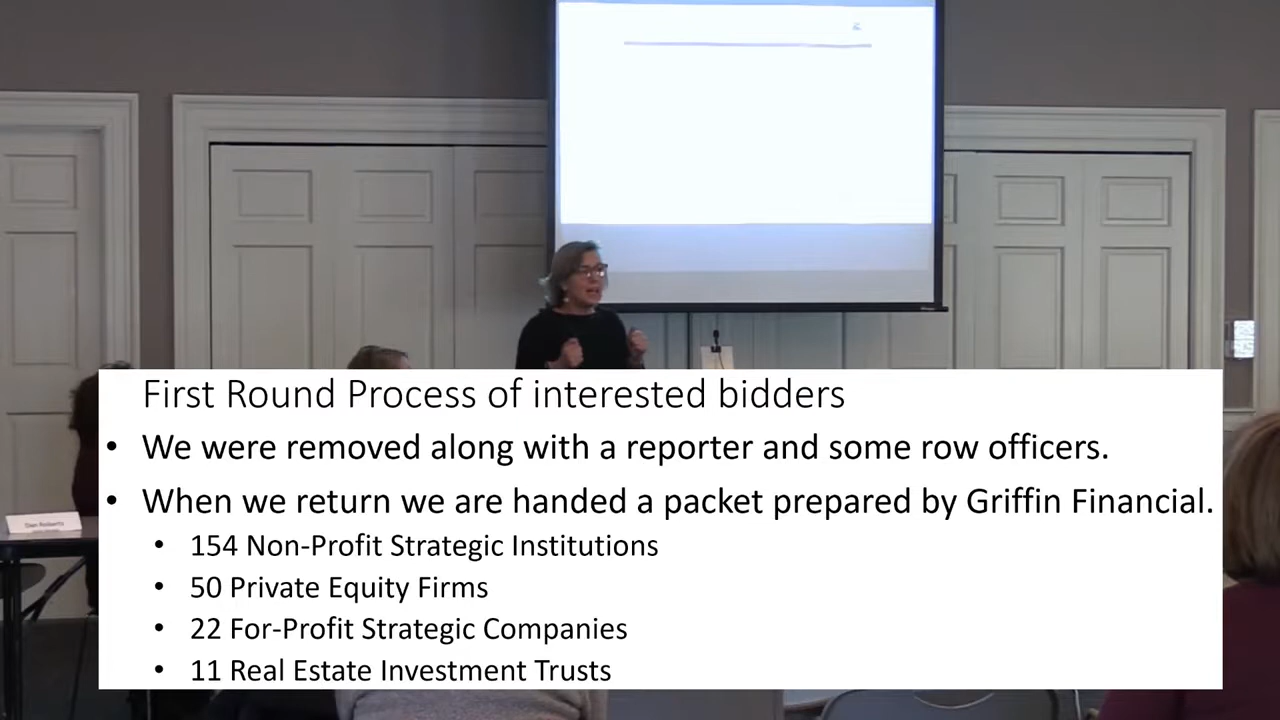 First Round Process of interested bidders
• We were removed along with a reporter and some row officers.
• When we return we are handed a packet prepared by Griffin Financial.
• 154 Non-Profit Strategic Institutions
• 50 Private Equity Firms
• 22 For-Profit Strategic Companies
• 11 Real Estate Investment Trusts
Dan Roberts